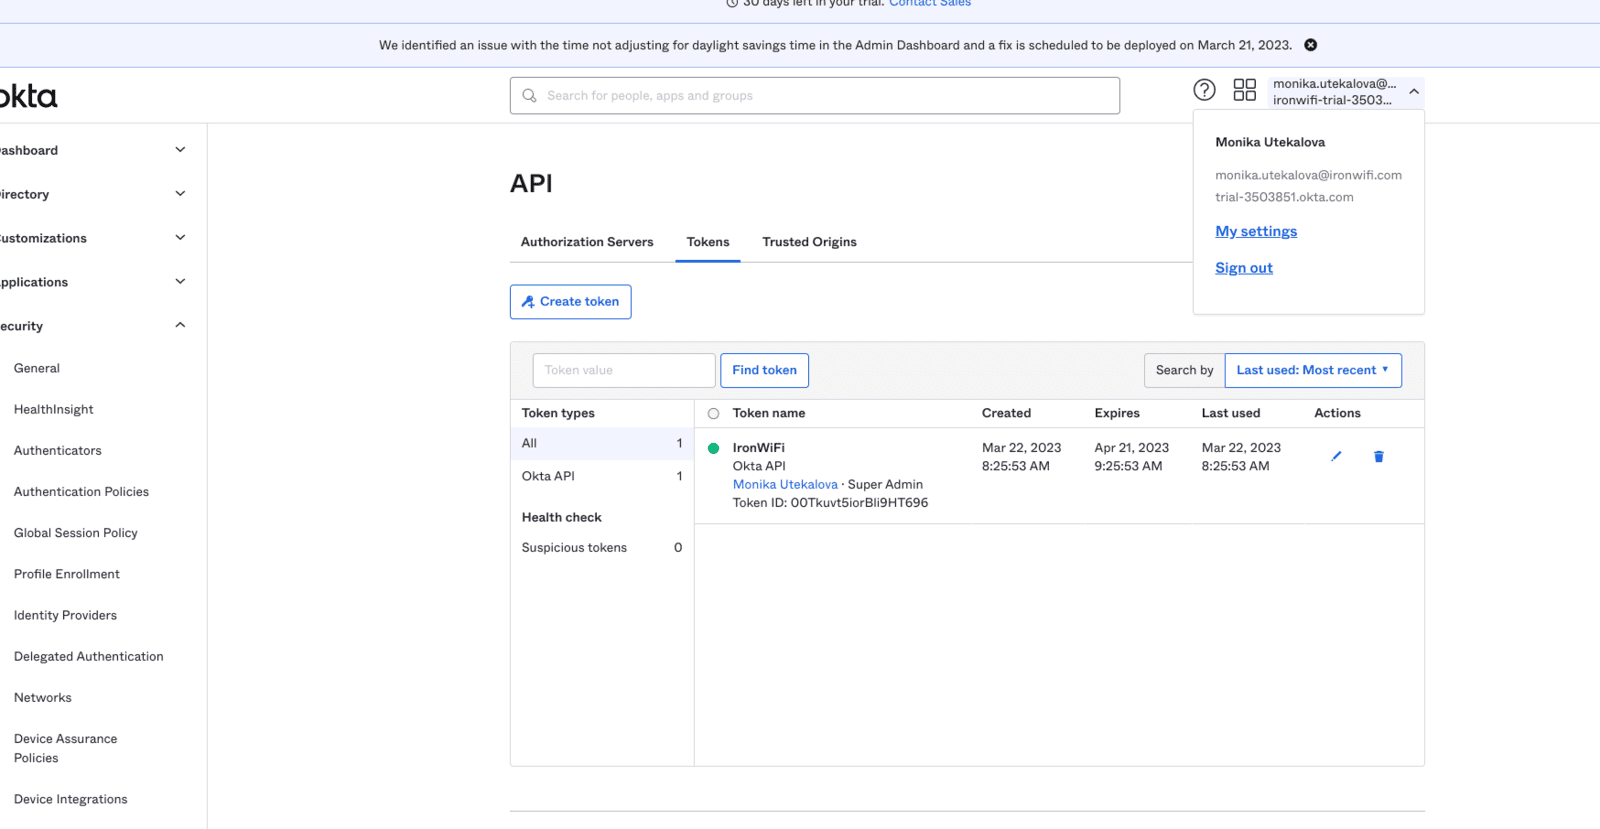 30 days left in your trial. Contact Sales
We identified an issue with the time not adjusting for daylight savings time in the Admin Dashboard and a fix is scheduled to be deployed on March 21, 2023.
okta
Search for people, apps and groups
monika.utekalova@...
ironwifi-trial-3503...
Monika Utekalova
monika.utekalova@ironwifi.com
trial-3503851.okta.com
My settings
Sign out
ashboard
irectory
ustomizations
pplications
ecurity
General
HealthInsight
Authenticators
Authentication Policies
Global Session Policy
Profile Enrollment
Identity Providers
Delegated Authentication
Networks
Device Assurance
Policies
Device Integrations
API
Authorization Servers Tokens Trusted Origins
Create token
Token value Find token Search by Last used: Most recent
Token types
All 1
Okta API 1
Health check
Suspicious tokens 0
Token name Created Expires Last used Actions
IronWiFi Mar 22, 2023 Apr 21, 2023 Mar 22, 2023
Okta API 8:25:53 AM 9:25:53 AM 8:25:53 AM
Monika Utekalova · Super Admin
Token ID: 00Tkuvt5iorBli9HT696